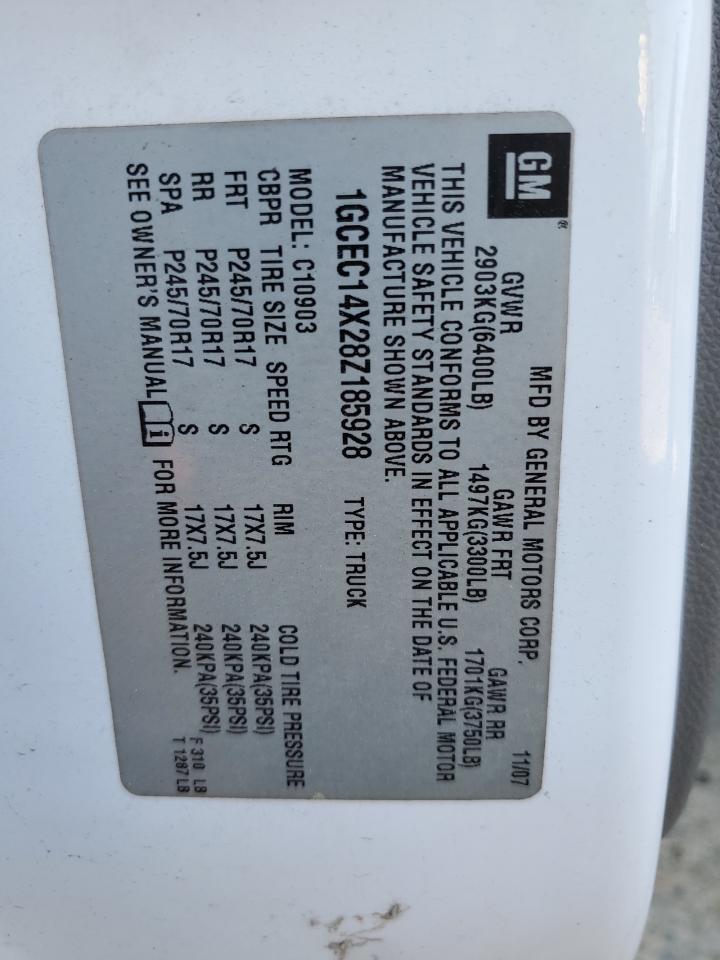 GM
®
MFD BY GENERAL MOTORS CORP. 11/07
GVWR GAWR FRT GAWR RR
2903KG(6400LB) 1497KG(3300LB) 1701KG(3750LB)
THIS VEHICLE CONFORMS TO ALL APPLICABLE U.S. FEDERAL MOTOR
VEHICLE SAFETY STANDARDS IN EFFECT ON THE DATE OF
MANUFACTURE SHOWN ABOVE.
1GCEC14X28Z185928 TYPE: TRUCK
MODEL: C10903
CBPR TIRE SIZE SPEED RTG RIM COLD TIRE PRESSURE
FRT P245/70R17 S 17X7.5J 240KPA(35PSI)
RR P245/70R17 S 17X7.5J 240KPA(35PSI)
SPA P245/70R17 S 17X7.5J 240KPA(35PSI)
SEE OWNER'S MANUAL i FOR MORE INFORMATION.
F 310 LB
T 1287 LB